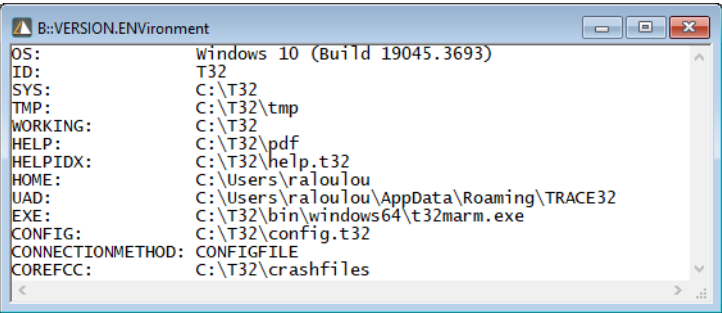 B::VERSION.ENVironment
OS: Windows 10 (Build 19045.3693)
ID: T32
SYS: C:\T32
TMP: C:\T32\tmp
WORKING: C:\T32
HELP: C:\T32\pdf
HELPIDX: C:\T32\help.t32
HOME: C:\Users\raloulou
UAD: C:\Users\raloulou\AppData\Roaming\TRACE32
EXE: C:\T32\bin\windows64\t32marm.exe
CONFIG: C:\T32\config.t32
CONNECTIONMETHOD: CONFIGFILE
COREFCC: C:\T32\crashfiles